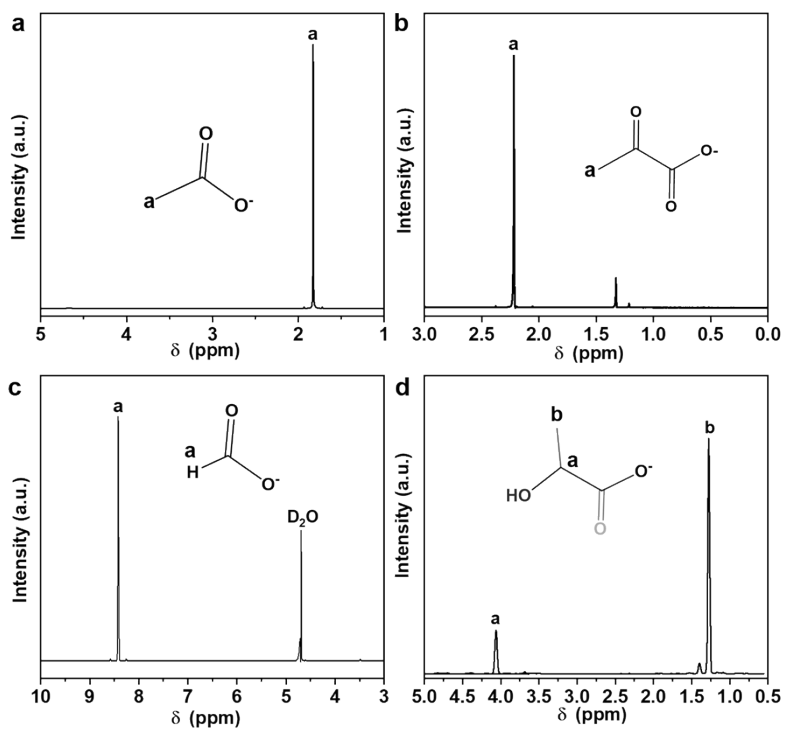 a
Intensity (a.u.)
a
O
a
O-
5 4 3 2 1
δ (ppm)
b
Intensity (a.u.)
a
O
O-
a
O
3.0 2.5 2.0 1.5 1.0 0.5 0.0
δ (ppm)
c
Intensity (a.u.)
a
O
a
H
O-
D2O
10 9 8 7 6 5 4 3
δ (ppm)
d
Intensity (a.u.)
b
b
a
O-
HO
O
a
5.0 4.5 4.0 3.5 3.0 2.5 2.0 1.5 1.0 0.5
δ (ppm)